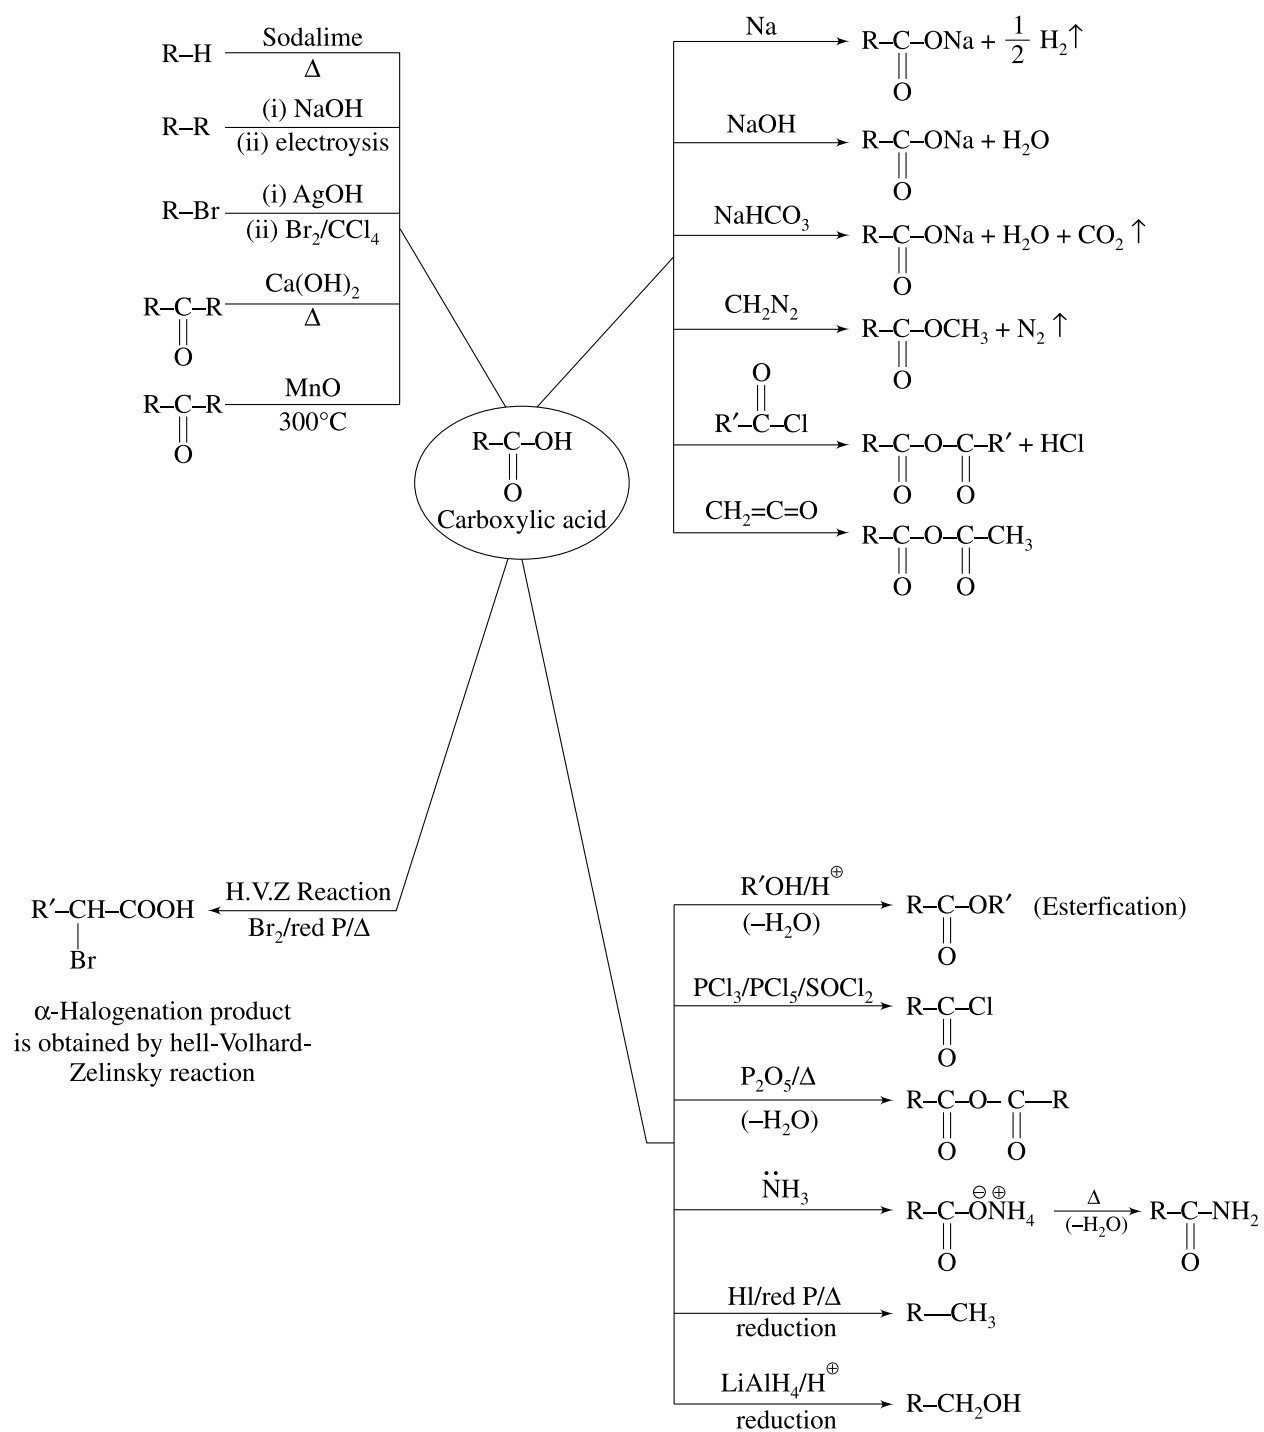 Sodalime
R–H
Δ
(i) NaOH
R–R
(ii) electroysis
(i) AgOH
R–Br
(ii) Br₂/CCl₄
Ca(OH)₂
R–C–R
Δ
O
MnO
R–C–R
300°C
O
R–C–OH
O
Carboxylic acid
Na
R–C–ONa + 1/2 H₂↑
O
NaOH
R–C–ONa + H₂O
O
NaHCO₃
R–C–ONa + H₂O + CO₂ ↑
O
CH₂N₂
R–C–OCH₃ + N₂ ↑
O
O
R′–C–Cl
R–C–O–C–R′ + HCl
O O
CH₂=C=O
R–C–O–C–CH₃
O O
H.V.Z Reaction
R′–CH–COOH
Br₂/red P/Δ
Br
α-Halogenation product
is obtained by hell-Volhard-
Zelinsky reaction
R′OH/H⊕
R–C–OR′ (Esterfication)
(–H₂O)
O
PCl₃/PCl₅/SOCl₂
R–C–Cl
O
P₂O₅/Δ
R–C–O–C—R
(–H₂O)
O O
N̈H₃
⊖ ⊕
R–C–ONH₄
O
Δ
(–H₂O)
R–C–NH₂
O
Hl/red P/Δ
R—CH₃
reduction
LiAlH₄/H⊕
R–CH₂OH
reduction